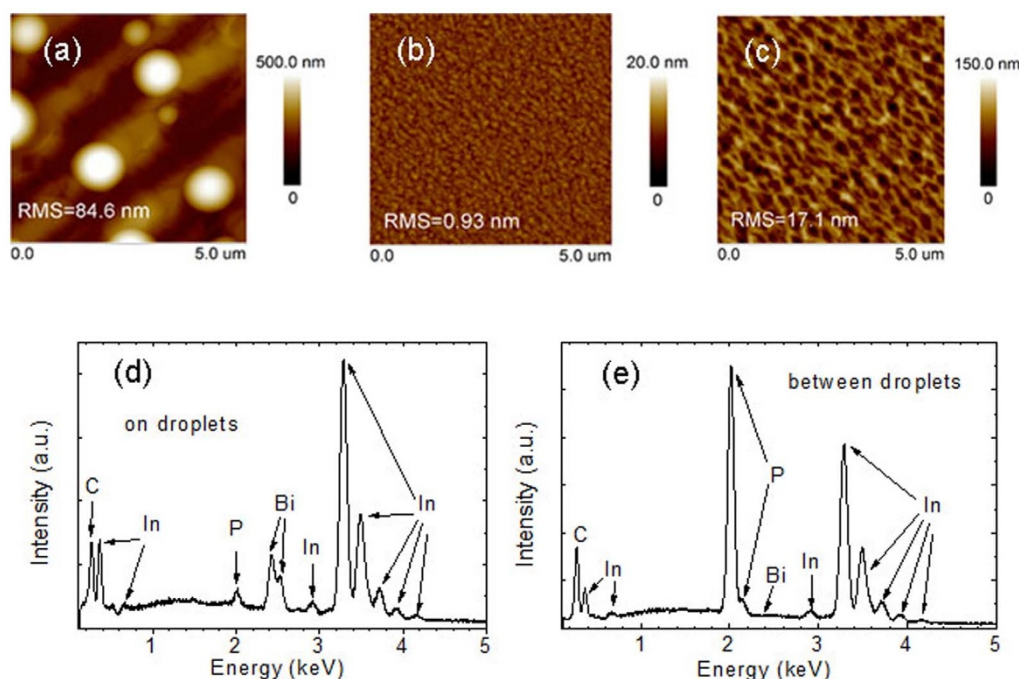 (a)
500.0 nm
0
RMS=84.6 nm
0.0 5.0 um
(b)
20.0 nm
0
RMS=0.93 nm
0.0 5.0 um
(c)
150.0 nm
0
RMS=17.1 nm
0.0 5.0 um
(d)
on droplets
C
In
P
Bi
In
In
Intensity (a.u.)
1 2 3 4 5
Energy (keV)
(e)
between droplets
C
In
P
Bi
In
In
Intensity (a.u.)
1 2 3 4 5
Energy (keV)